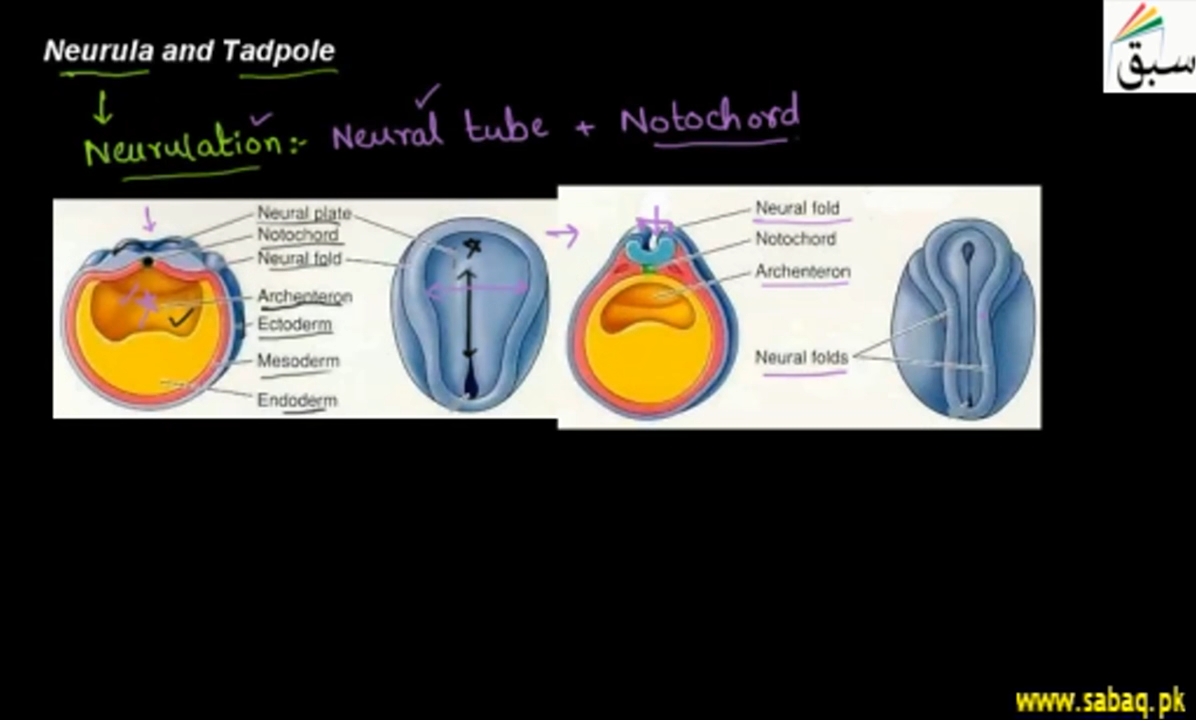 Neurula and Tadpole
سبق
Neurulation:- Neural tube + Notochord
Neural plate
Notochord
Neural fold
Archenteron
Ectoderm
Mesoderm
Endoderm
Neural fold
Notochord
Archenteron
Neural folds
www.sabaq.pk